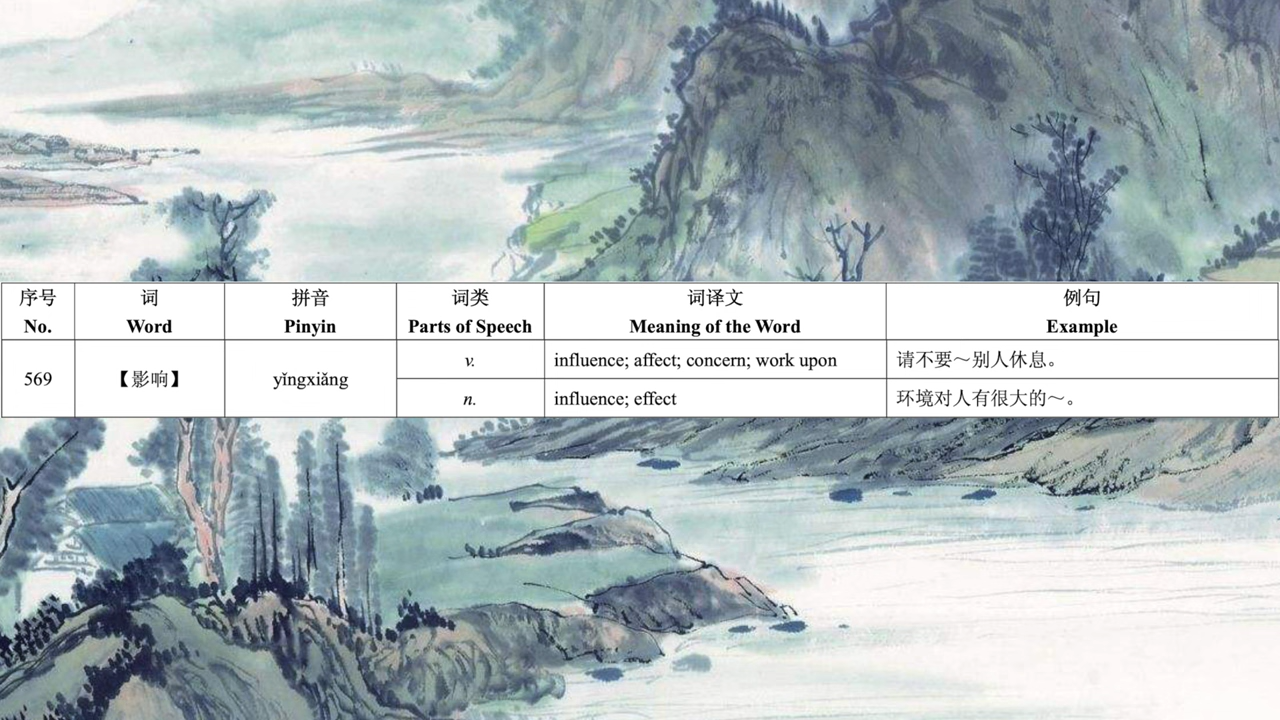 序号 词 拼音 词类 词译文 例句
No. Word Pinyin Parts of Speech Meaning of the Word Example
569 【影响】 yǐngxiǎng v. influence; affect; concern; work upon 请不要～别人休息。
n. influence; effect 环境对人有很大的～。